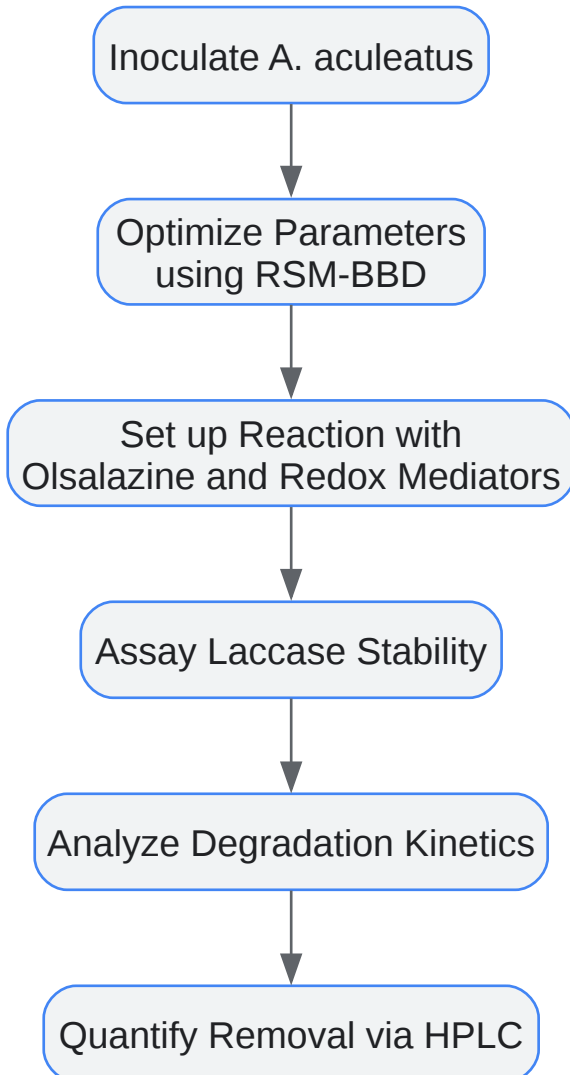 Inoculate A. aculeatus
Optimize Parameters
using RSM-BBD
Set up Reaction with
Olsalazine and Redox Mediators
Assay Laccase Stability
Analyze Degradation Kinetics
Quantify Removal via HPLC